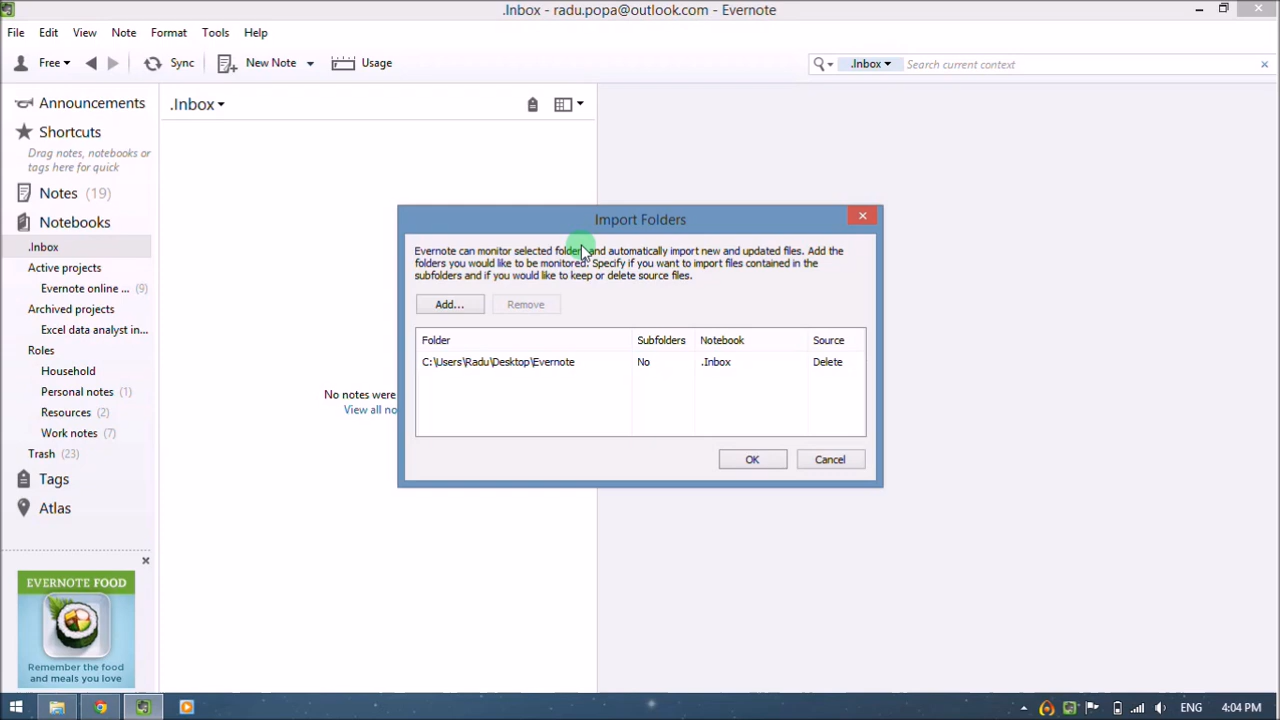 .Inbox - radu.popa@outlook.com - Evernote
File Edit View Note Format Tools Help
Free Sync New Note Usage .Inbox Search current context
Announcements
Shortcuts
Drag notes, notebooks or
tags here for quick
Notes (19)
Notebooks
.Inbox
Active projects
Evernote online ... (9)
Archived projects
Excel data analyst in...
Roles
Household
Personal notes (1)
Resources (2)
Work notes (7)
Trash (23)
Tags
Atlas
EVERNOTE FOOD
Remember the food
and meals you love
.Inbox
No notes were
View all no
Import Folders
Evernote can monitor selected folders and automatically import new and updated files. Add the
folders you would like to be monitored. Specify if you want to import files contained in the
subfolders and if you would like to keep or delete source files.
Add... Remove
Folder Subfolders Notebook Source
C:\Users\Radu\Desktop\Evernote No .Inbox Delete
OK Cancel
ENG 4:04 PM